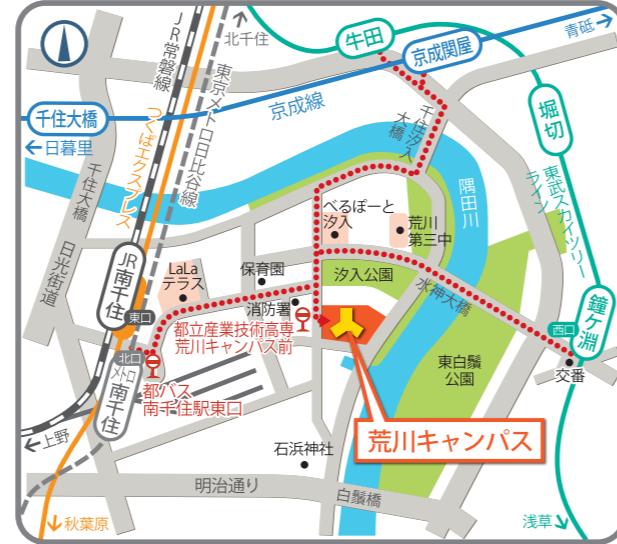 北千住
JR常磐線
東京メトロ日比谷線
牛田
京成関屋
青砥
千住大橋
日暮里
京成線
つくばエクスプレス
千住汐入
大橋
堀切
東武スカイツリー
ライン
千住大橋
日光街道
隅田川
べるぽーと
汐入
荒川
第三中
JR
南千住
東口
LaLa
テラス
保育園
汐入公園
水神大橋
消防署
都立産業技術高専
荒川キャンパス前
西口
鐘ヶ淵
交番
東白鬚
公園
北口
メトロ
南千住
都バス
南千住駅東口
上野
荒川キャンパス
石浜神社
明治通り
白鬚橋
秋葉原
浅草